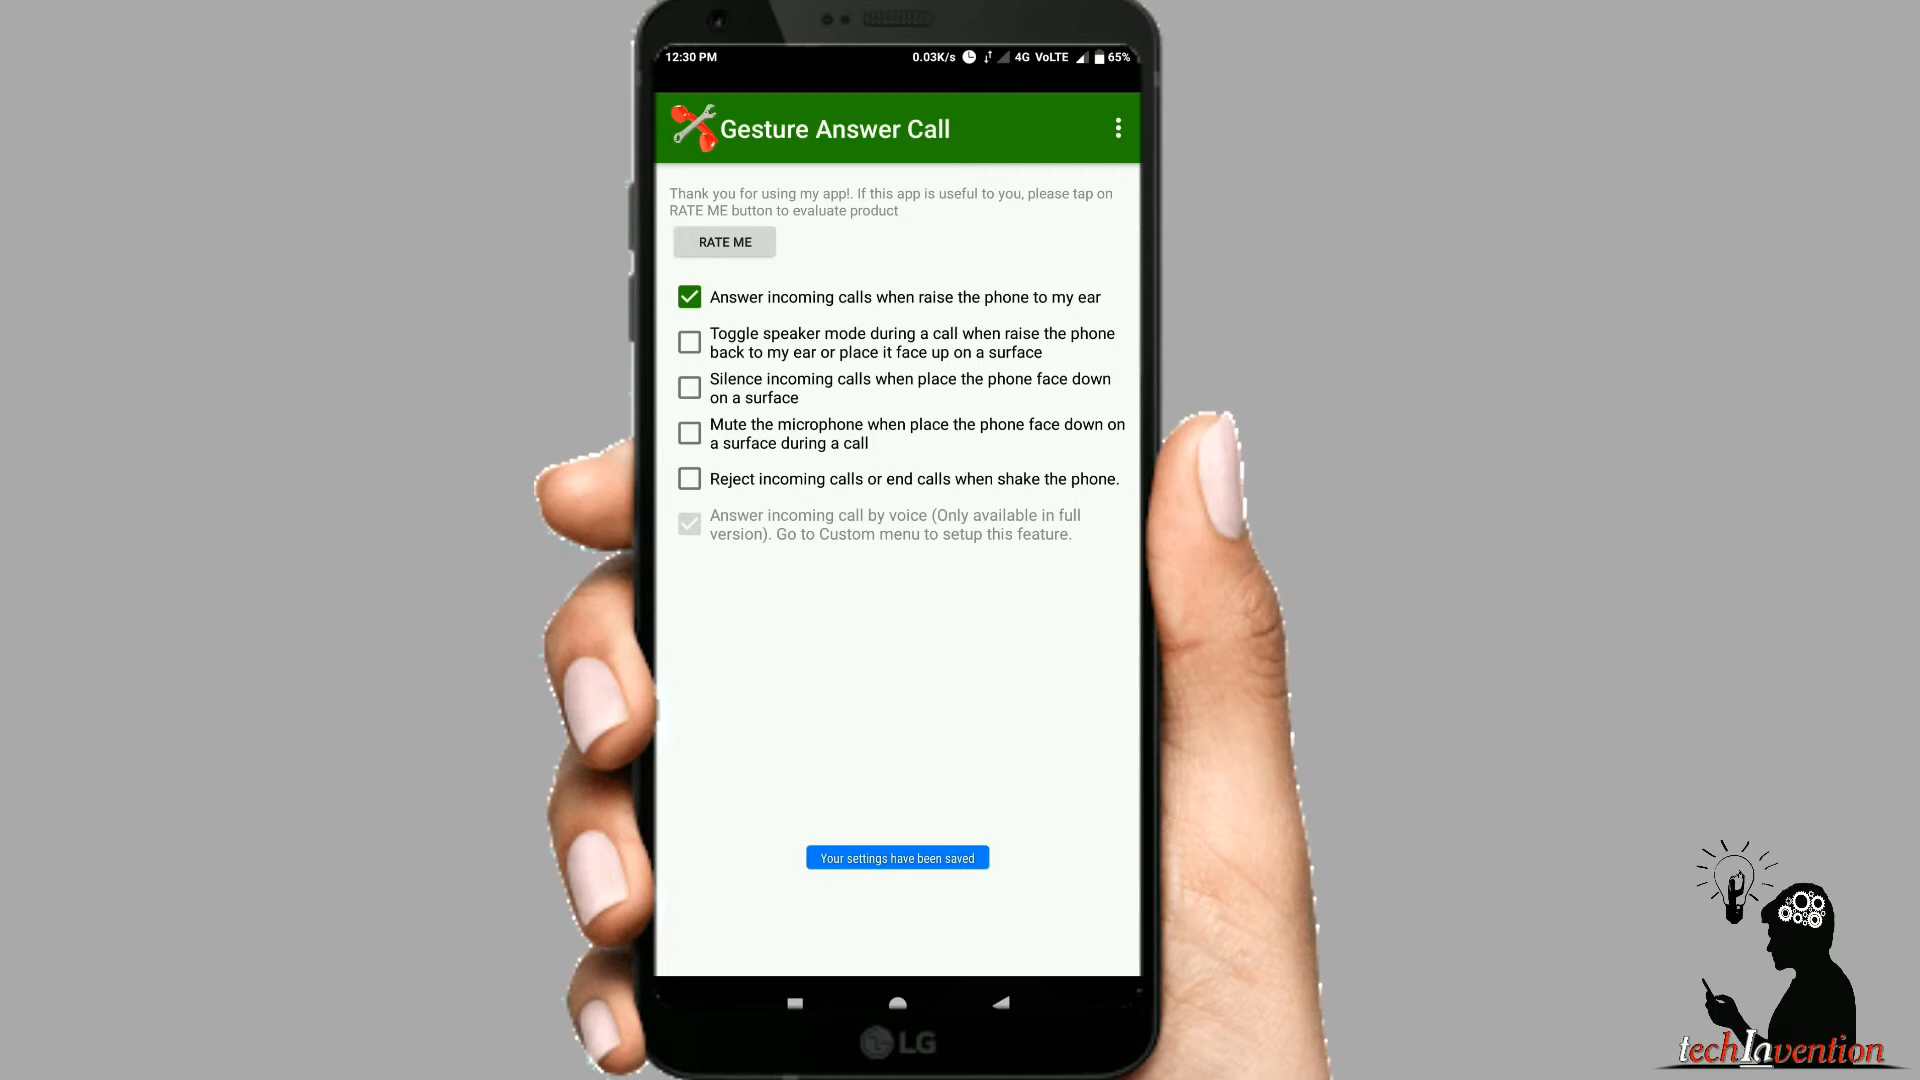 12:30 PM 0.03K/s 4G VoLTE 65%
Gesture Answer Call
Thank you for using my app!. If this app is useful to you, please tap on
RATE ME button to evaluate product
RATE ME
Answer incoming calls when raise the phone to my ear
Toggle speaker mode during a call when raise the phone
back to my ear or place it face up on a surface
Silence incoming calls when place the phone face down
on a surface
Mute the microphone when place the phone face down on
a surface during a call
Reject incoming calls or end calls when shake the phone.
Answer incoming call by voice (Only available in full
version). Go to Custom menu to setup this feature.
Your settings have been saved
LG
techInvention